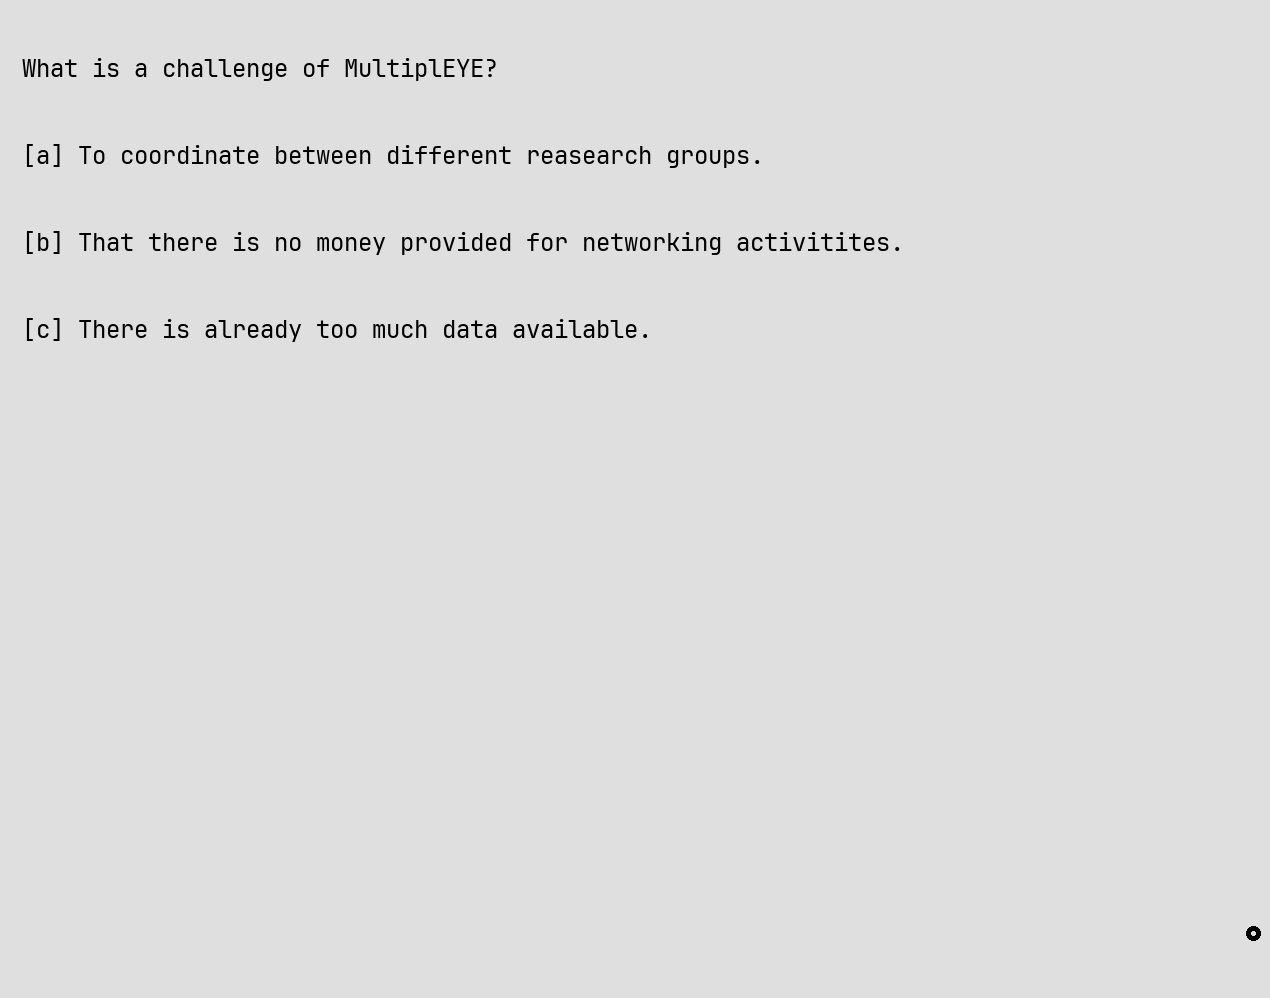 What is a challenge of MultiplEYE?
[a] To coordinate between different reasearch groups.
[b] That there is no money provided for networking activitites.
[c] There is already too much data available.